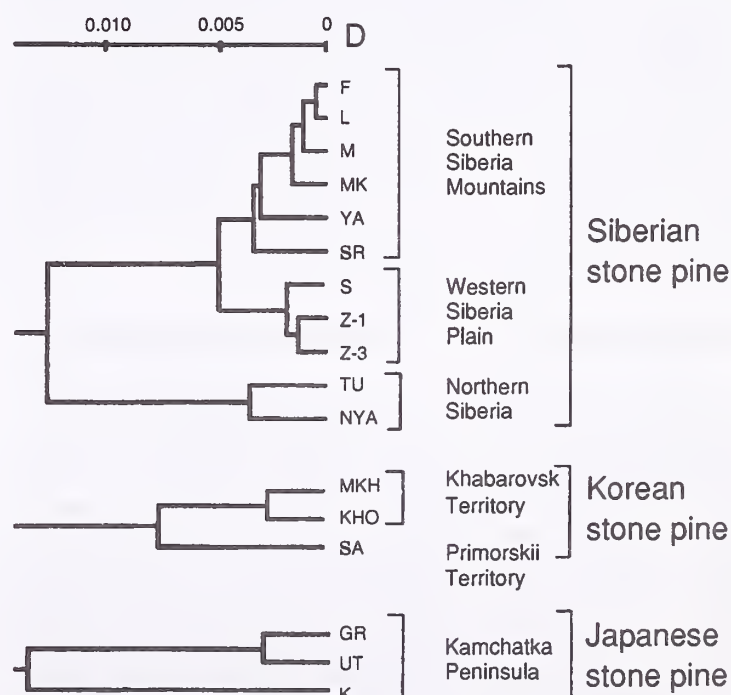 0.010 0.005 0 D
F
L
M
MK
YA
SR
Southern
Siberia
Mountains
S
Z-1
Z-3
Western
Siberia
Plain
TU
NYA
Northern
Siberia
Siberian
stone pine
MKH
KHO
Khabarovsk
Territory
SA
Primorskii
Territory
Korean
stone pine
GR
UT
K
Kamchatka
Peninsula
Japanese
stone pine